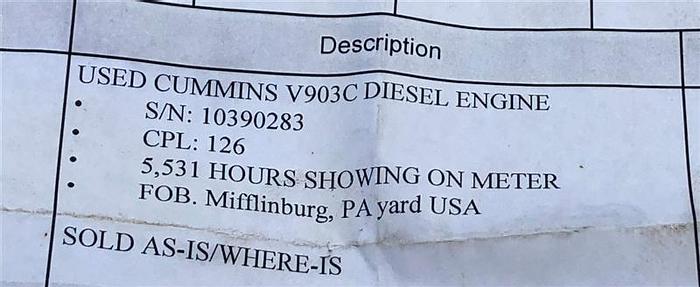 Description
USED CUMMINS V903C DIESEL ENGINE
• S/N: 10390283
• CPL: 126
• 5,531 HOURS SHOWING ON METER
• FOB. Mifflinburg, PA yard USA
SOLD AS-IS/WHERE-IS